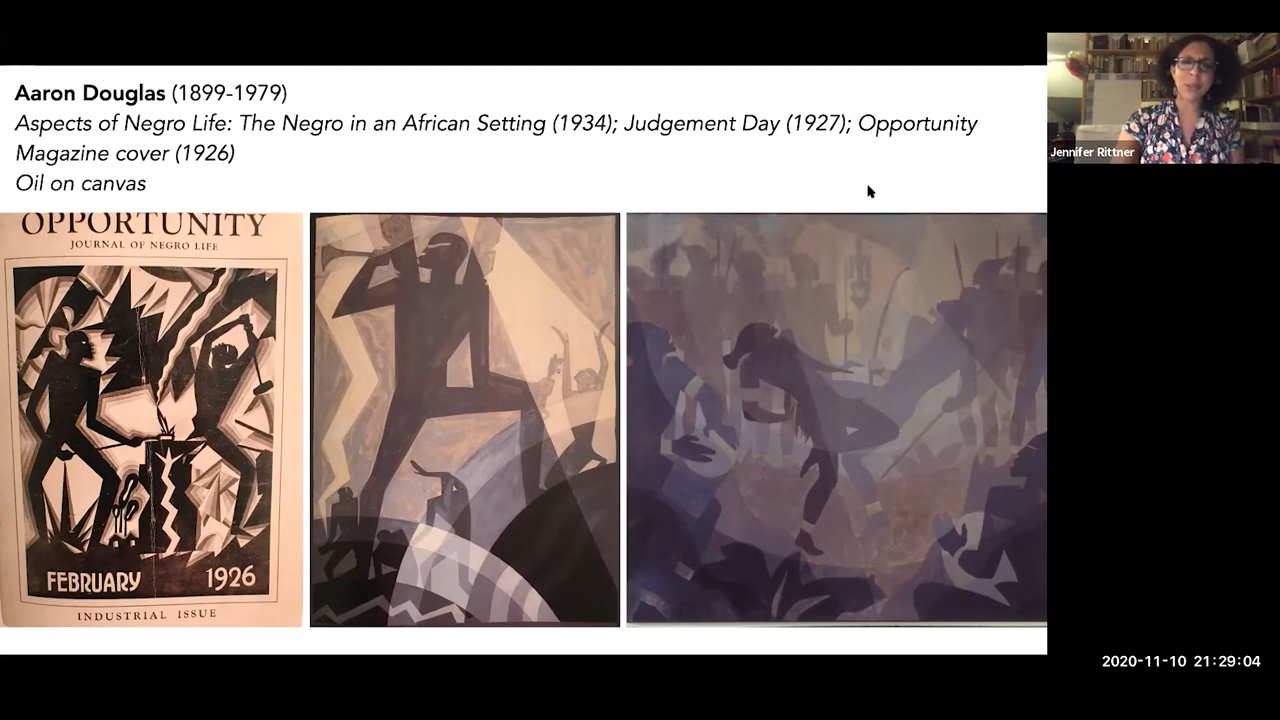 Aaron Douglas (1899-1979)
Aspects of Negro Life: The Negro in an African Setting (1934); Judgement Day (1927); Opportunity
Magazine cover (1926)
Oil on canvas
OPPORTUNITY
JOURNAL OF NEGRO LIFE
FEBRUARY 1926
INDUSTRIAL ISSUE
Jennifer Rittner
2020-11-10 21:29:04